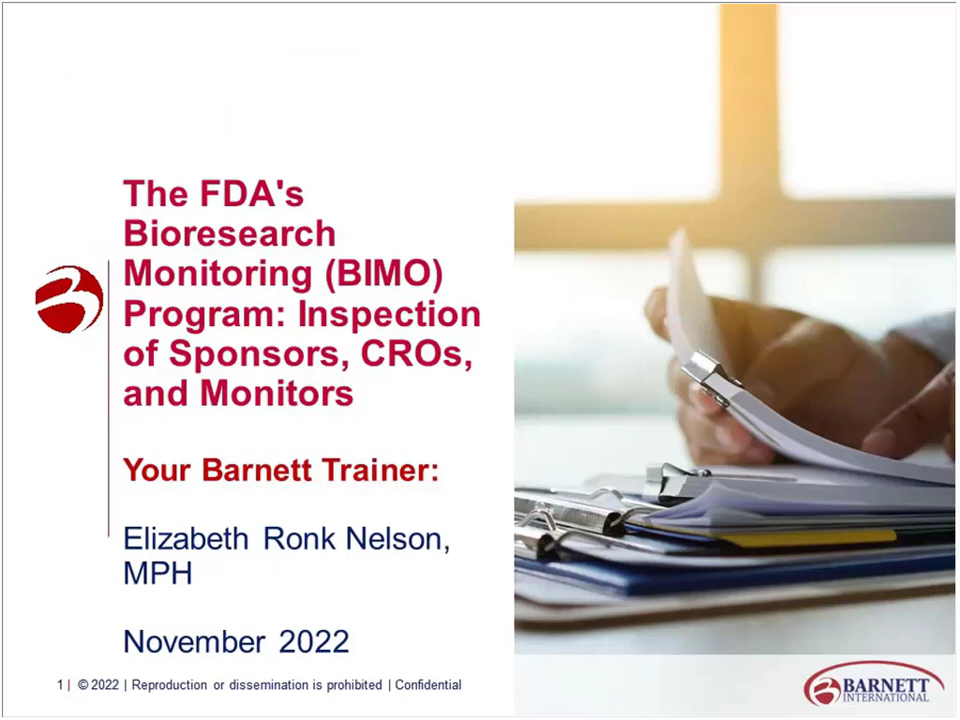 The FDA's
Bioresearch
Monitoring (BIMO)
Program: Inspection
of Sponsors, CROs,
and Monitors
Your Barnett Trainer:
Elizabeth Ronk Nelson,
MPH
November 2022
1 | © 2022 | Reproduction or dissemination is prohibited | Confidential
BARNETT
INTERNATIONAL